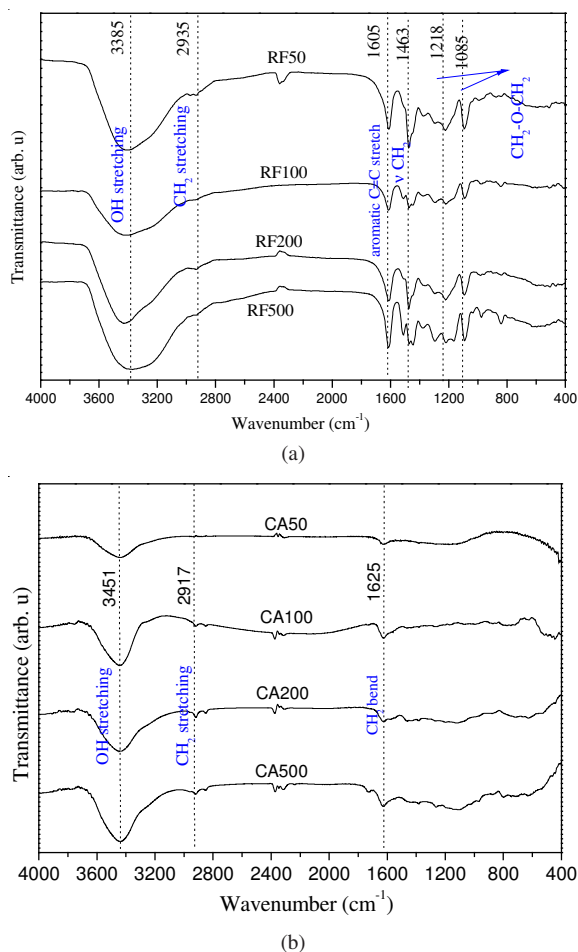 3385
2935
1605
1463
1218
1085
RF50
RF100
RF200
RF500
OH stretching
CH₂ stretching
aromatic C=C stretch
ν CH₂
CH₂-O-CH₂
Transmittance (arb. u)
4000 3600 3200 2800 2400 2000 1600 1200 800 400
Wavenumber (cm⁻¹)
(a)
CA50
CA100
CA200
CA500
3451
2917
1625
OH stretching
CH₂ stretching
CH₂ bend
Transmittance (arb. u)
4000 3600 3200 2800 2400 2000 1600 1200 800 400
Wavenumber (cm⁻¹)
(b)